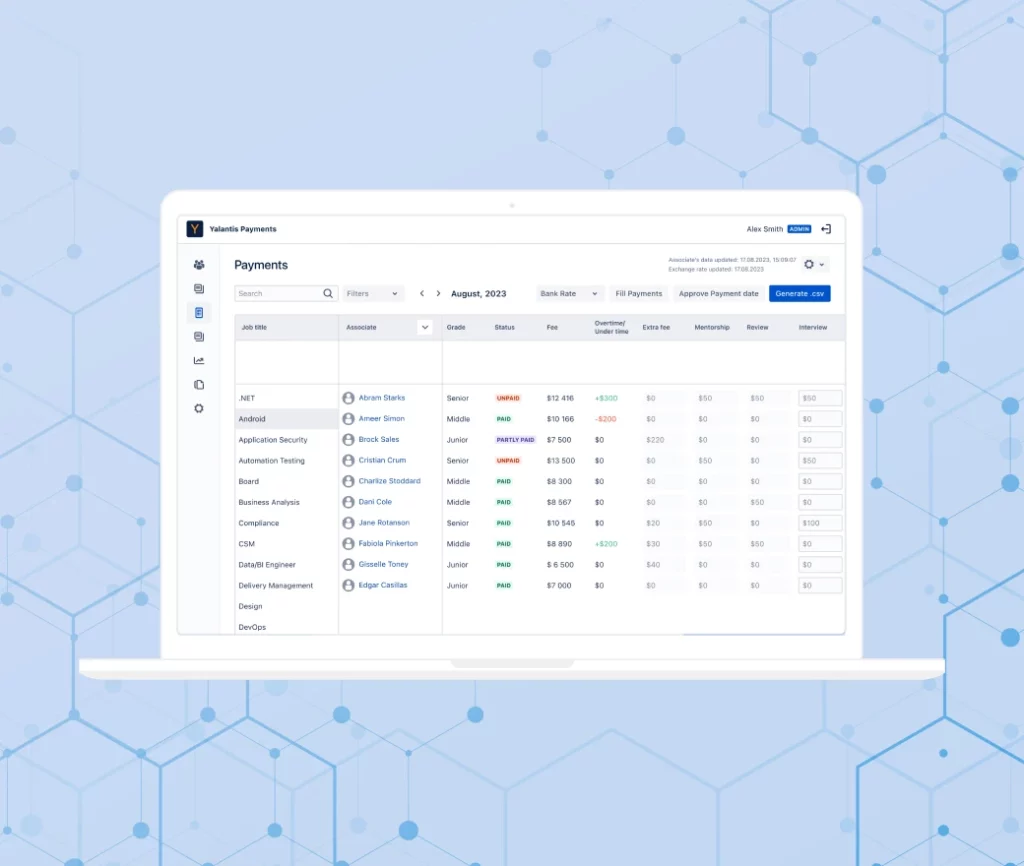 Y Yalantis Payments
Alex Smith ADMIN
Payments
Associate's data updated: 17.08.2023, 15:09:07
Exchange rate updated: 17.08.2023
Search Filters August, 2023 Bank Rate Fill Payments Approve Payment date Generate .csv
Job title Associate Grade Status Fee Overtime/ Under time Extra fee Mentorship Review Interview
.NET Abram Starks Senior UNPAID $12 416 +$300 $0 $50 $50 $50
Android Ameer Simon Middle PAID $10 166 -$200 $0 $0 $0 $0
Application Security Brock Sales Junior PARTLY PAID $7 500 $0 $220 $0 $0 $0
Automation Testing Cristian Crum Senior UNPAID $13 500 $0 $0 $50 $0 $50
Board Charlize Stoddard Middle PAID $8 300 $0 $0 $0 $0 $0
Business Analysis Dani Cole Middle PAID $8 567 $0 $0 $0 $50 $0
Compliance Jane Rotanson Senior PAID $10 545 $0 $20 $50 $0 $100
CSM Fabiola Pinkerton Middle PAID $8 890 +$200 $30 $50 $50 $0
Data/BI Engineer Gisselle Toney Junior PAID $ 6 500 $0 $40 $0 $0 $0
Delivery Management Edgar Casillas Junior PAID $7 000 $0 $0 $0 $0 $0
Design
DevOps